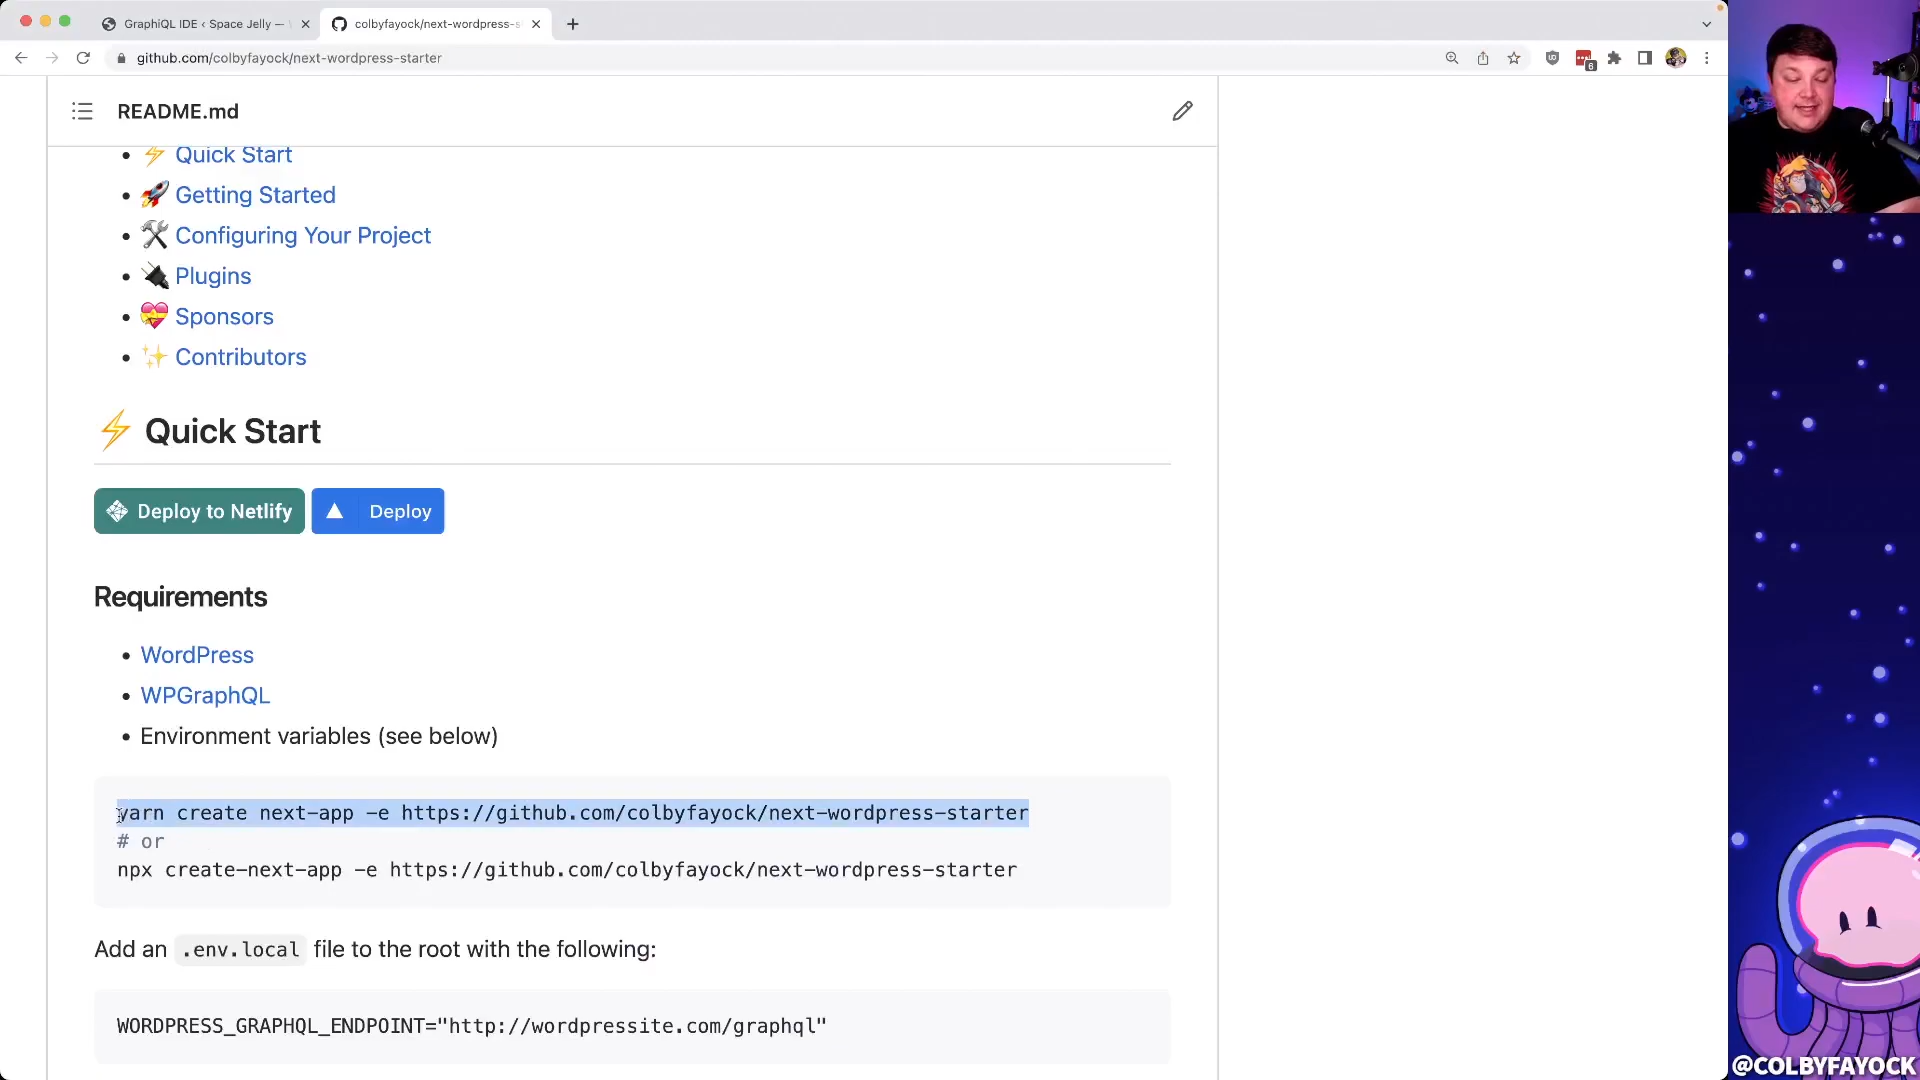 GraphiQL IDE ‹ Space Jelly —
colbyfayock/next-wordpress-s
github.com/colbyfayock/next-wordpress-starter
6
README.md
Quick Start
Getting Started
Configuring Your Project
Plugins
Sponsors
Contributors
Quick Start
Deploy to Netlify
Deploy
Requirements
WordPress
WPGraphQL
Environment variables (see below)
yarn create next-app -e https://github.com/colbyfayock/next-wordpress-starter
# or
npx create-next-app -e https://github.com/colbyfayock/next-wordpress-starter
Add an .env.local file to the root with the following:
WORDPRESS_GRAPHQL_ENDPOINT="http://wordpressite.com/graphql"
@COLBYFAYOCK